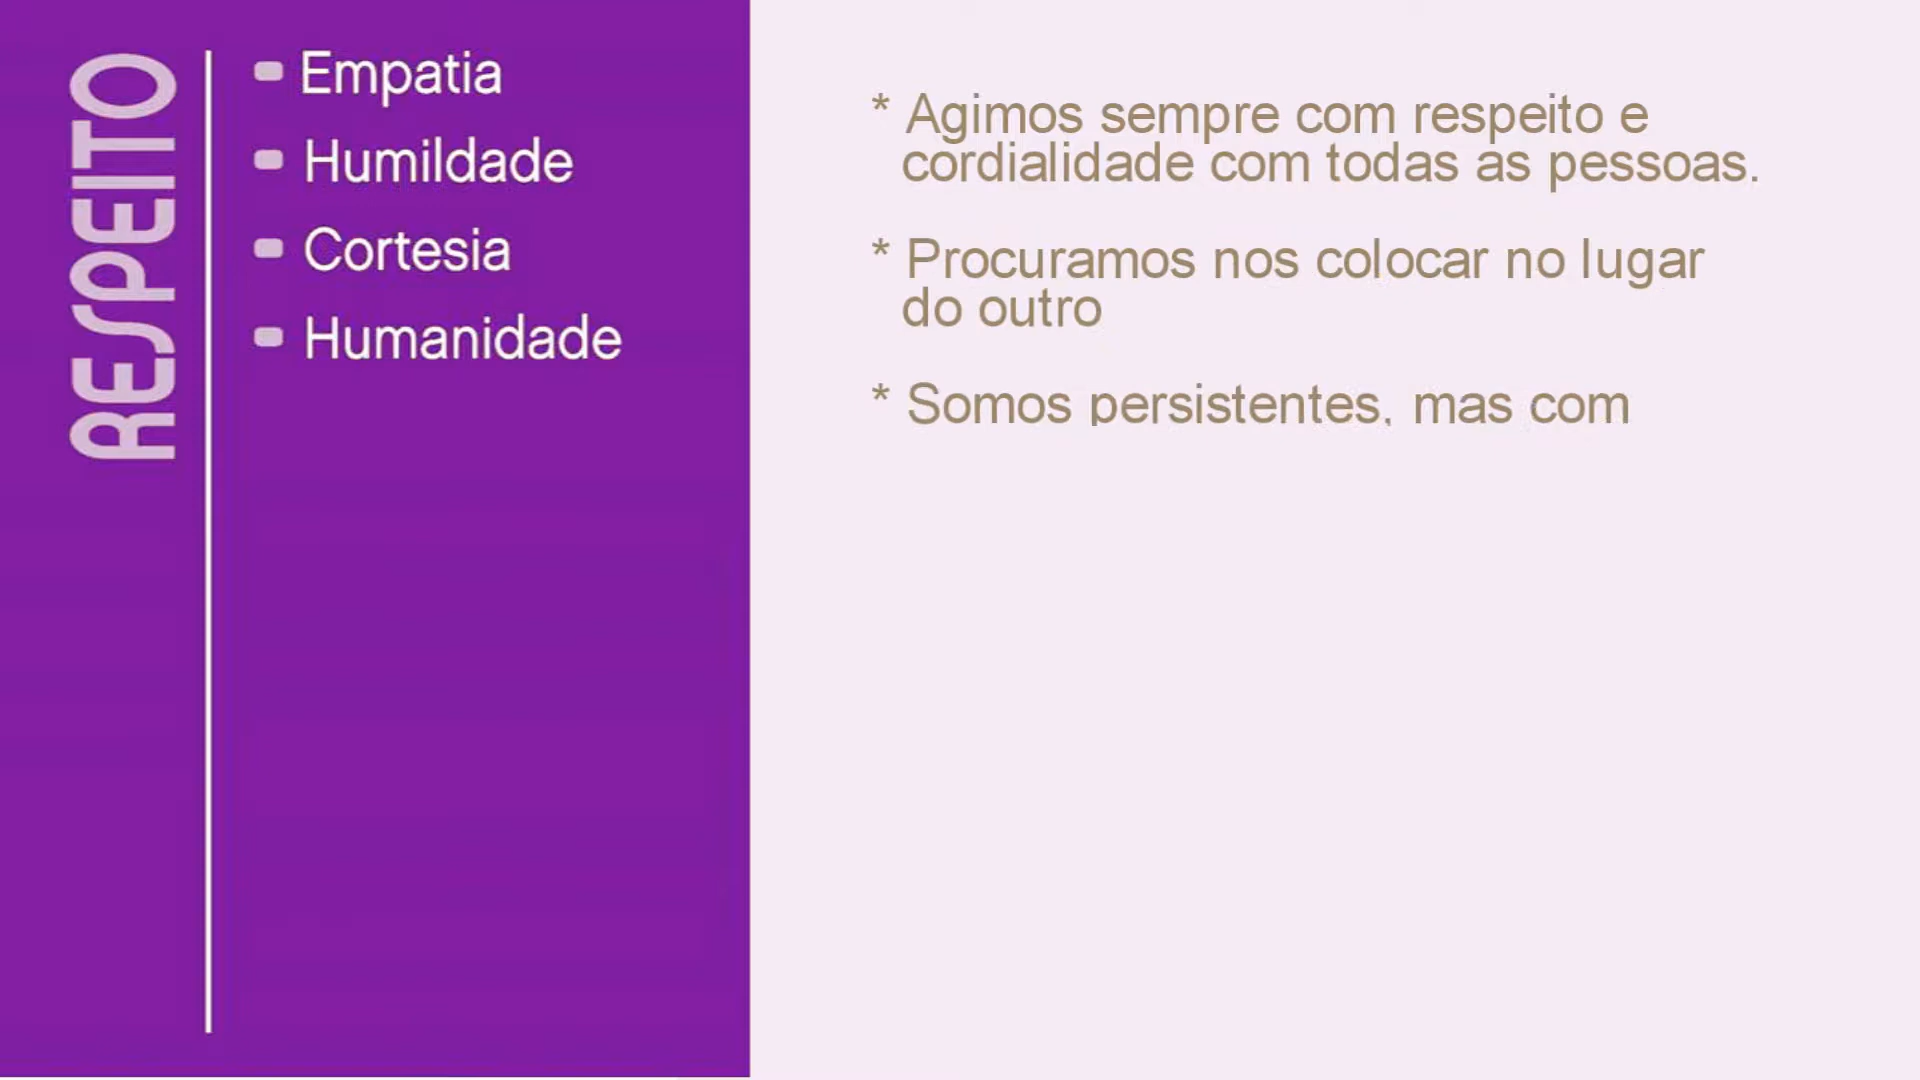 RESPEITO
Empatia
Humildade
Cortesia
Humanidade
* Agimos sempre com respeito e
cordialidade com todas as pessoas.
* Procuramos nos colocar no lugar
do outro
* Somos persistentes, mas com